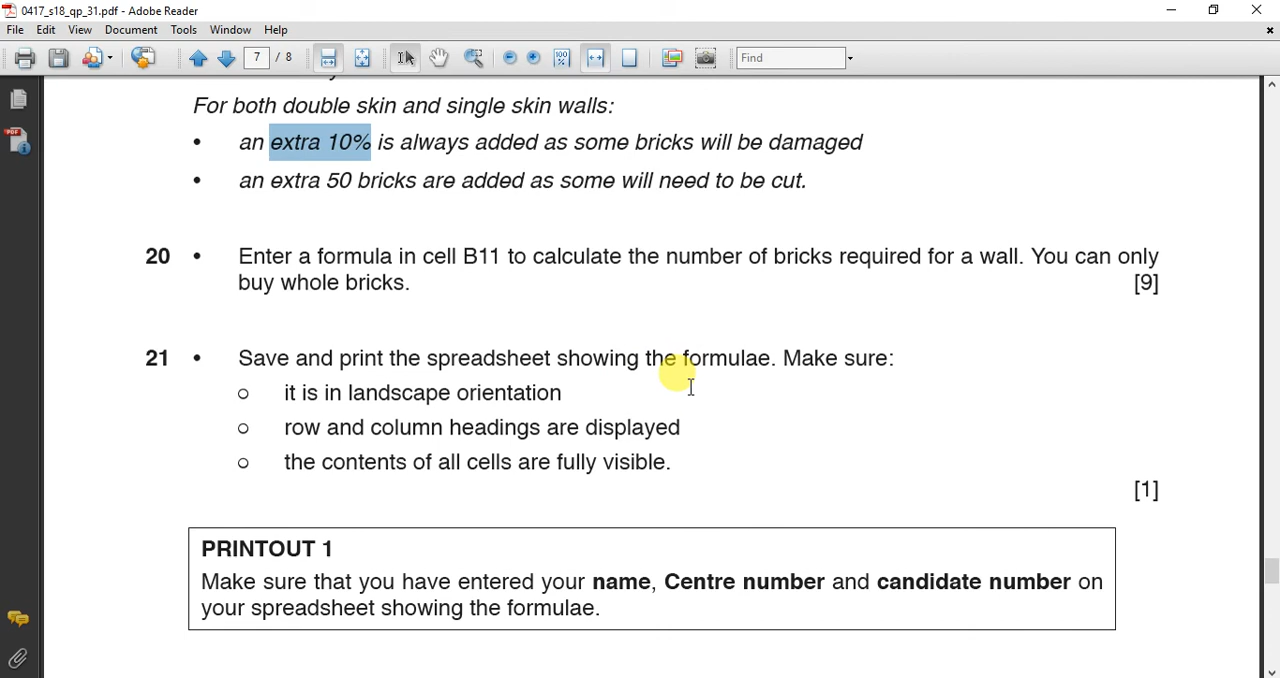 0417_s18_qp_31.pdf - Adobe Reader
File Edit View Document Tools Window Help
7 / 8 Find
For both double skin and single skin walls:
• an extra 10% is always added as some bricks will be damaged
• an extra 50 bricks are added as some will need to be cut.
20 • Enter a formula in cell B11 to calculate the number of bricks required for a wall. You can only
buy whole bricks. [9]
21 • Save and print the spreadsheet showing the formulae. Make sure:
o it is in landscape orientation
o row and column headings are displayed
o the contents of all cells are fully visible.
[1]
PRINTOUT 1
Make sure that you have entered your name, Centre number and candidate number on
your spreadsheet showing the formulae.